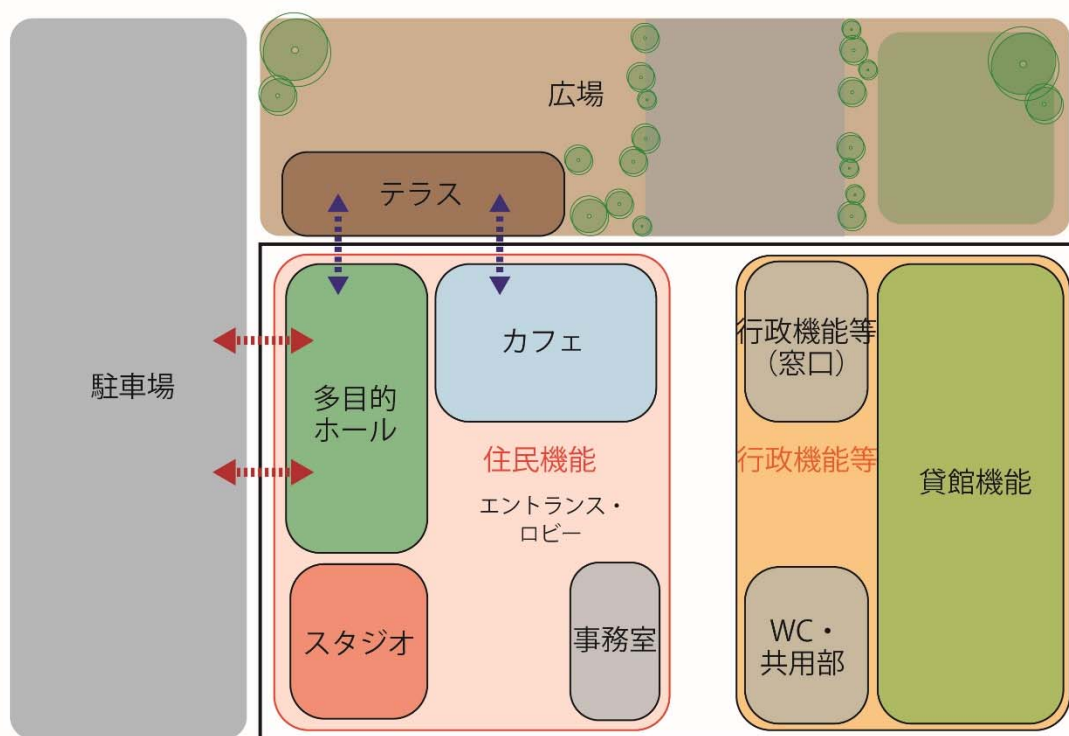 広場
テラス
駐車場
多目的
ホール
カフェ
住民機能
エントランス・
ロビー
スタジオ
事務室
行政機能等
（窓口）
行政機能等
貸館機能
WC・
共用部